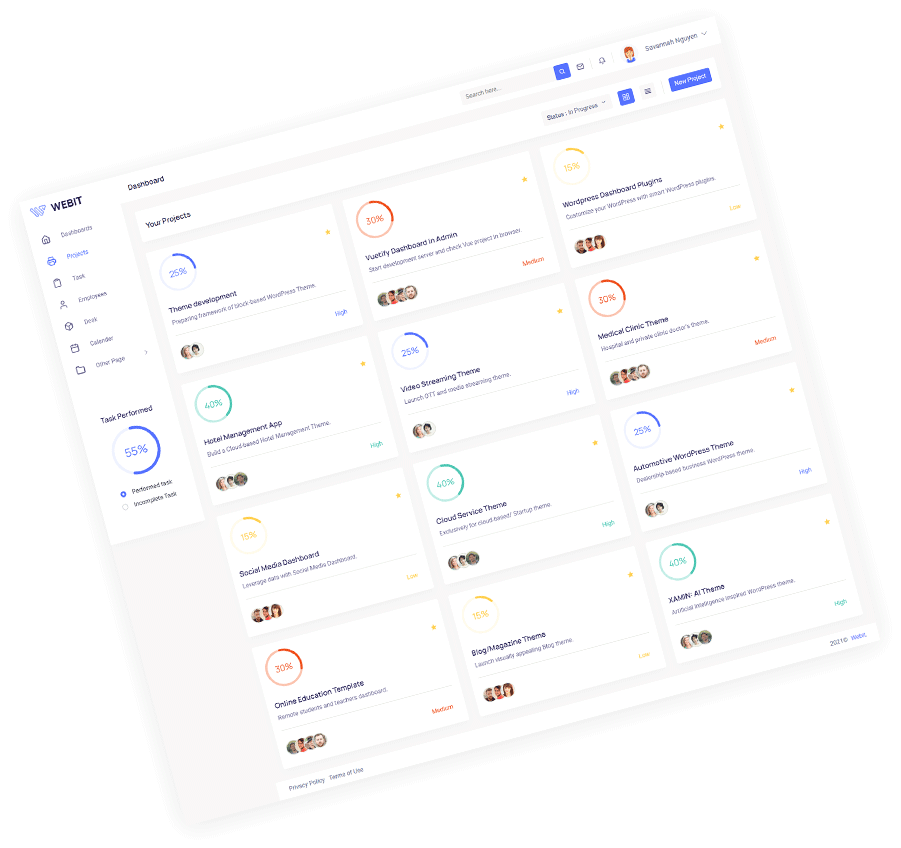 Search here...
Savannah Nguyen
WEBIT
Dashboard
Status : In Progress
New Project
Dashboards
Projects
Task
Employees
Desk
Calender
Other Page
Task Performed
55%
Performed task
Incomplete Task
Your Projects
25%
Theme development
Preparing framework of block-based WordPress Theme.
High
30%
Vuetify Dashboard in Admin
Start development server and check Vue project in browser.
Medium
15%
Wordpress Dashboard Plugins
Customize your WordPress with smart WordPress plugins.
Low
40%
Hotel Management App
Build a Cloud-based Hotel Management Theme.
High
25%
Video Streaming Theme
Launch OTT and media streaming theme.
High
30%
Medical Clinic Theme
Hospital and private clinic doctor's theme.
Medium
15%
Social Media Dashboard
Leverage data with Social Media Dashboard.
Low
40%
Cloud Service Theme
Exclusively for cloud-based/ Startup theme.
High
25%
Automotive WordPress Theme
Dealership based business WordPress theme.
High
30%
Online Education Template
Remote students and teachers dashboard.
Medium
15%
Blog/Magazine Theme
Launch visually appealing Blog theme.
Low
40%
XAMIN: AI Theme
Artificial Intelligence inspired WordPress theme.
High
Privacy Policy Terms of Use
2021© Webit.